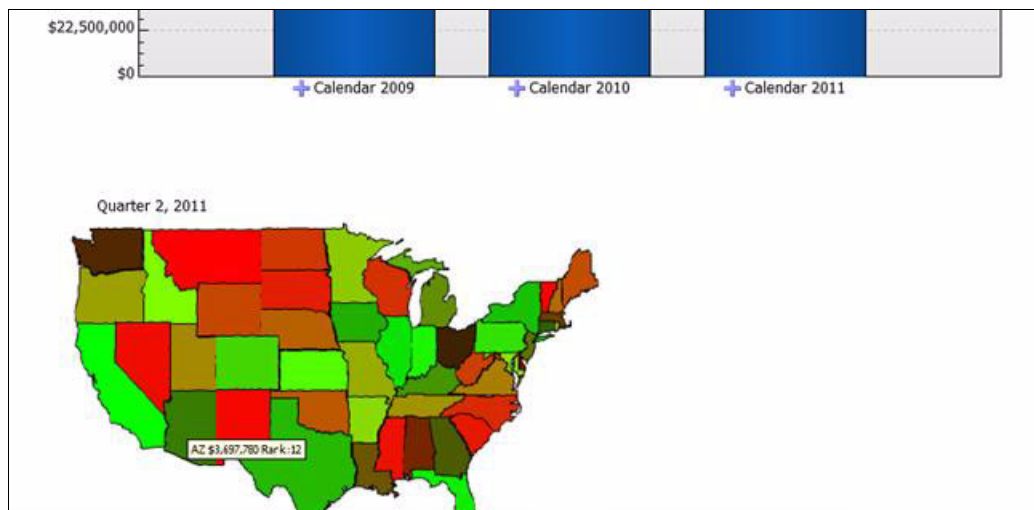 $22,500,000
$0
Calendar 2009
Calendar 2010
Calendar 2011
Quarter 2, 2011
AZ $3,697,780 Rank:12